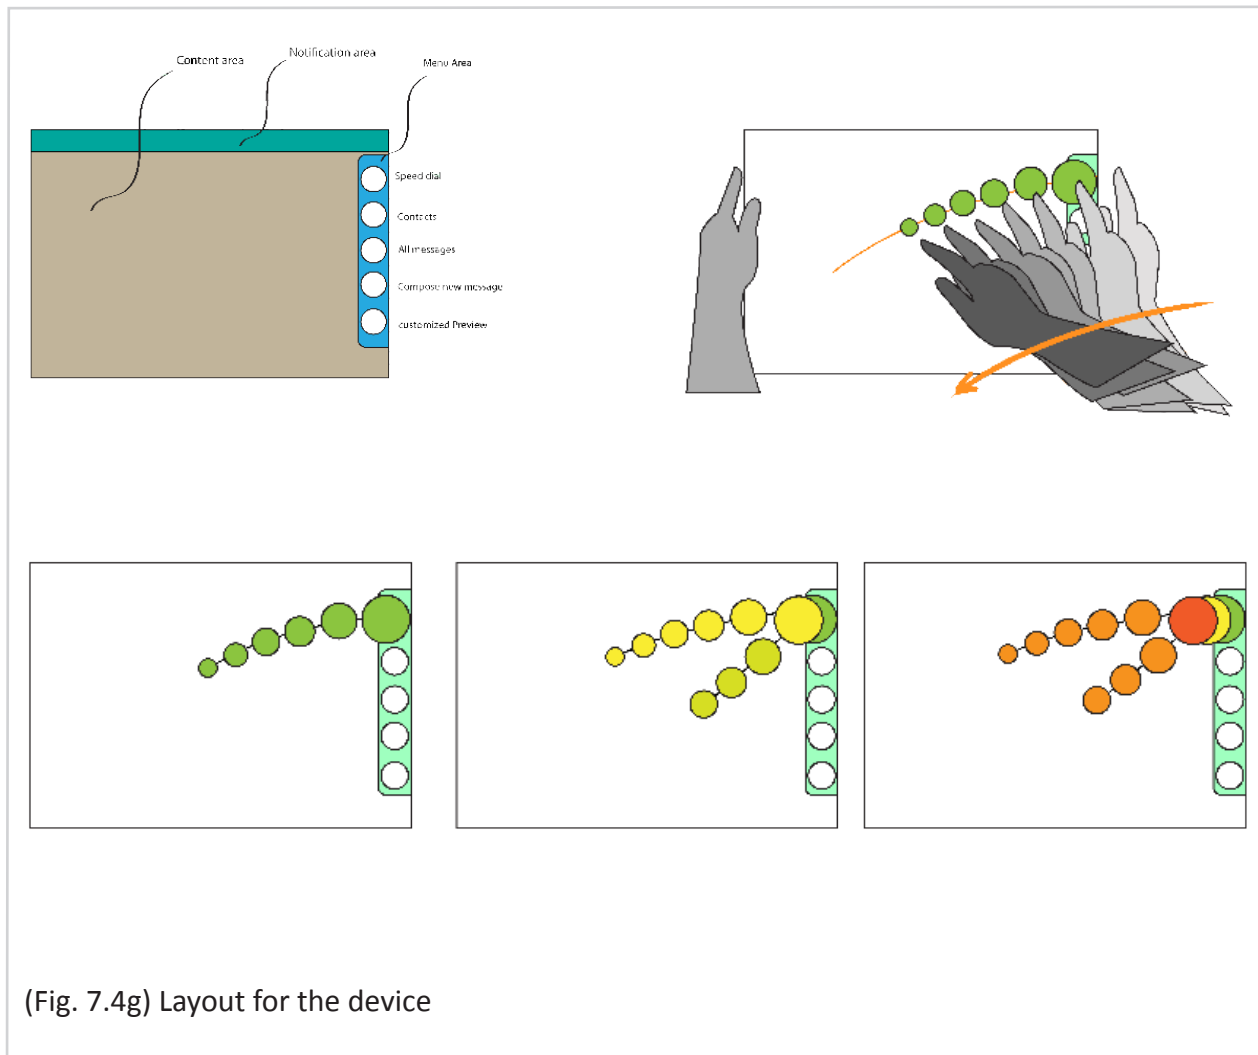 Content area
Notification area
Menu Area
Speed dial
Contacts
All messages
Compose new message
customized Preview
(Fig. 7.4g) Layout for the device